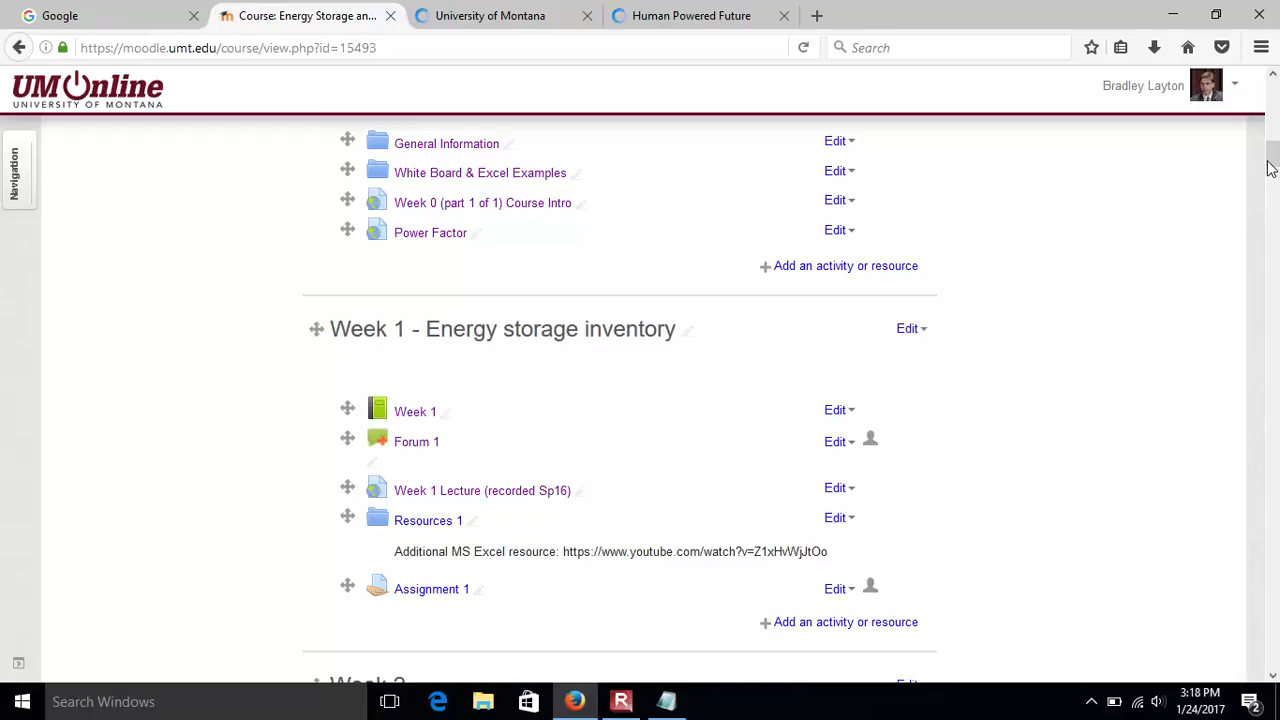 Google
Course: Energy Storage an...
University of Montana
Human Powered Future
https://moodle.umt.edu/course/view.php?id=15493
Search
UMOnline
UNIVERSITY OF MONTANA
Bradley Layton
Navigation
General Information
Edit
White Board & Excel Examples
Edit
Week 0 (part 1 of 1) Course Intro
Edit
Power Factor
Edit
Add an activity or resource
Week 1 - Energy storage inventory
Edit
Week 1
Edit
Forum 1
Edit
Week 1 Lecture (recorded Sp16)
Edit
Resources 1
Edit
Additional MS Excel resource: https://www.youtube.com/watch?v=Z1xHvWjJtOo
Assignment 1
Edit
Add an activity or resource
Search Windows
3:18 PM
1/24/2017
2